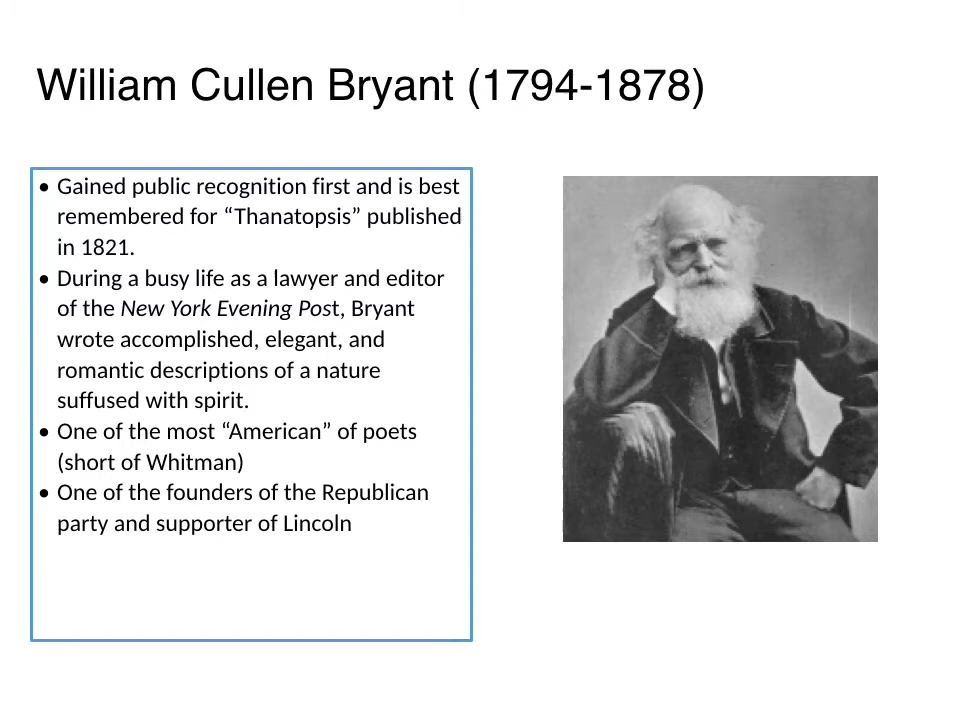 William Cullen Bryant (1794-1878)
• Gained public recognition first and is best
remembered for “Thanatopsis” published
in 1821.
• During a busy life as a lawyer and editor
of the New York Evening Post, Bryant
wrote accomplished, elegant, and
romantic descriptions of a nature
suffused with spirit.
• One of the most “American” of poets
(short of Whitman)
• One of the founders of the Republican
party and supporter of Lincoln